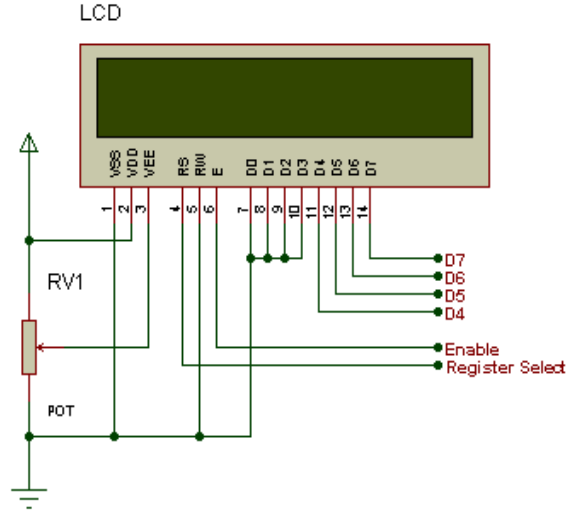 LCD
VSS VDD VEE RS RW E D0 D1 D2 D3 D4 D5 D6 D7
1 2 3 4 5 6 7 8 9 10 11 12 13 14
RV1
POT
D7
D6
D5
D4
Enable
Register Select